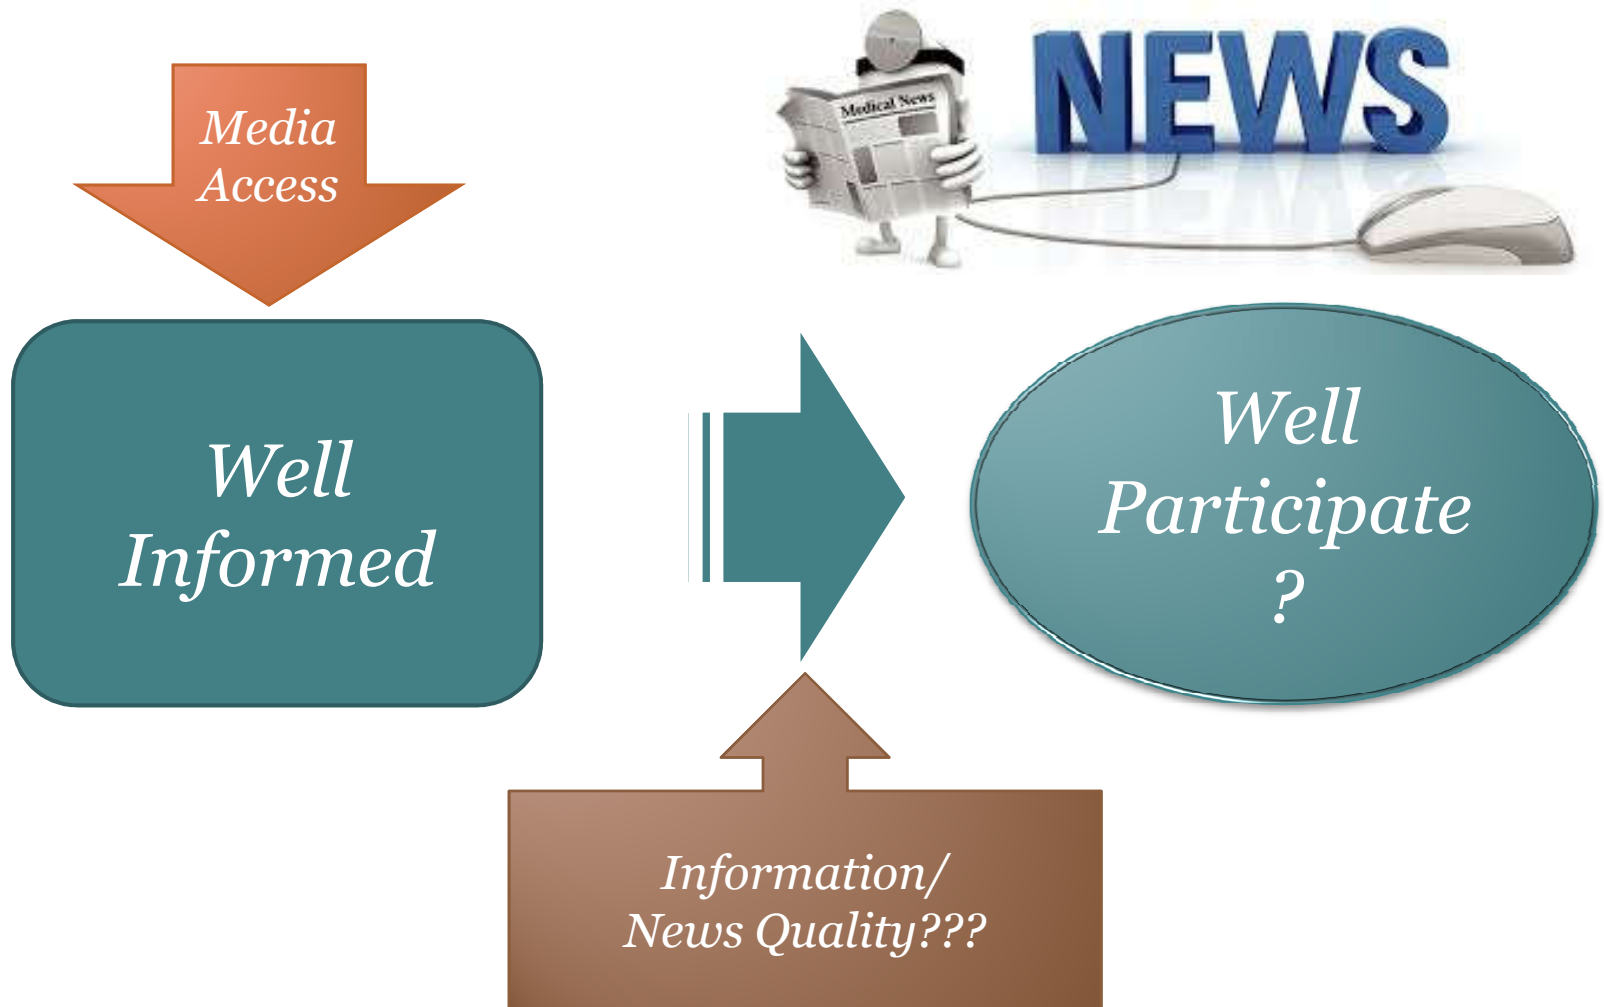 Media
Access
Medical News
NEWS
Well
Informed
Well
Participate
?
Information/
News Quality???